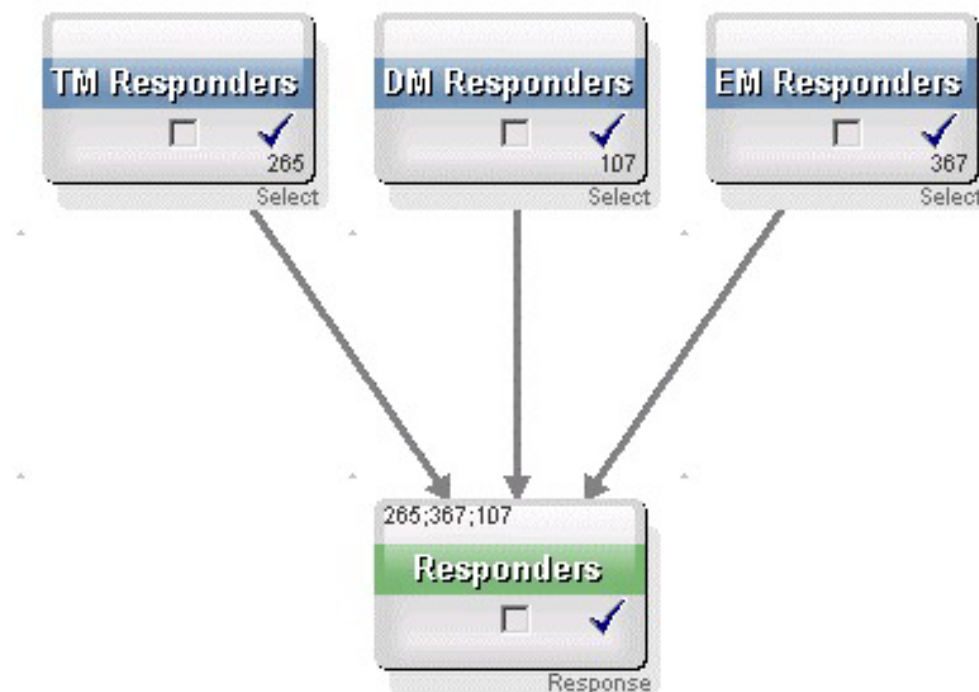 TM Responders
265
Select
DM Responders
107
Select
EM Responders
367
Select
265;367;107
Responders
Response